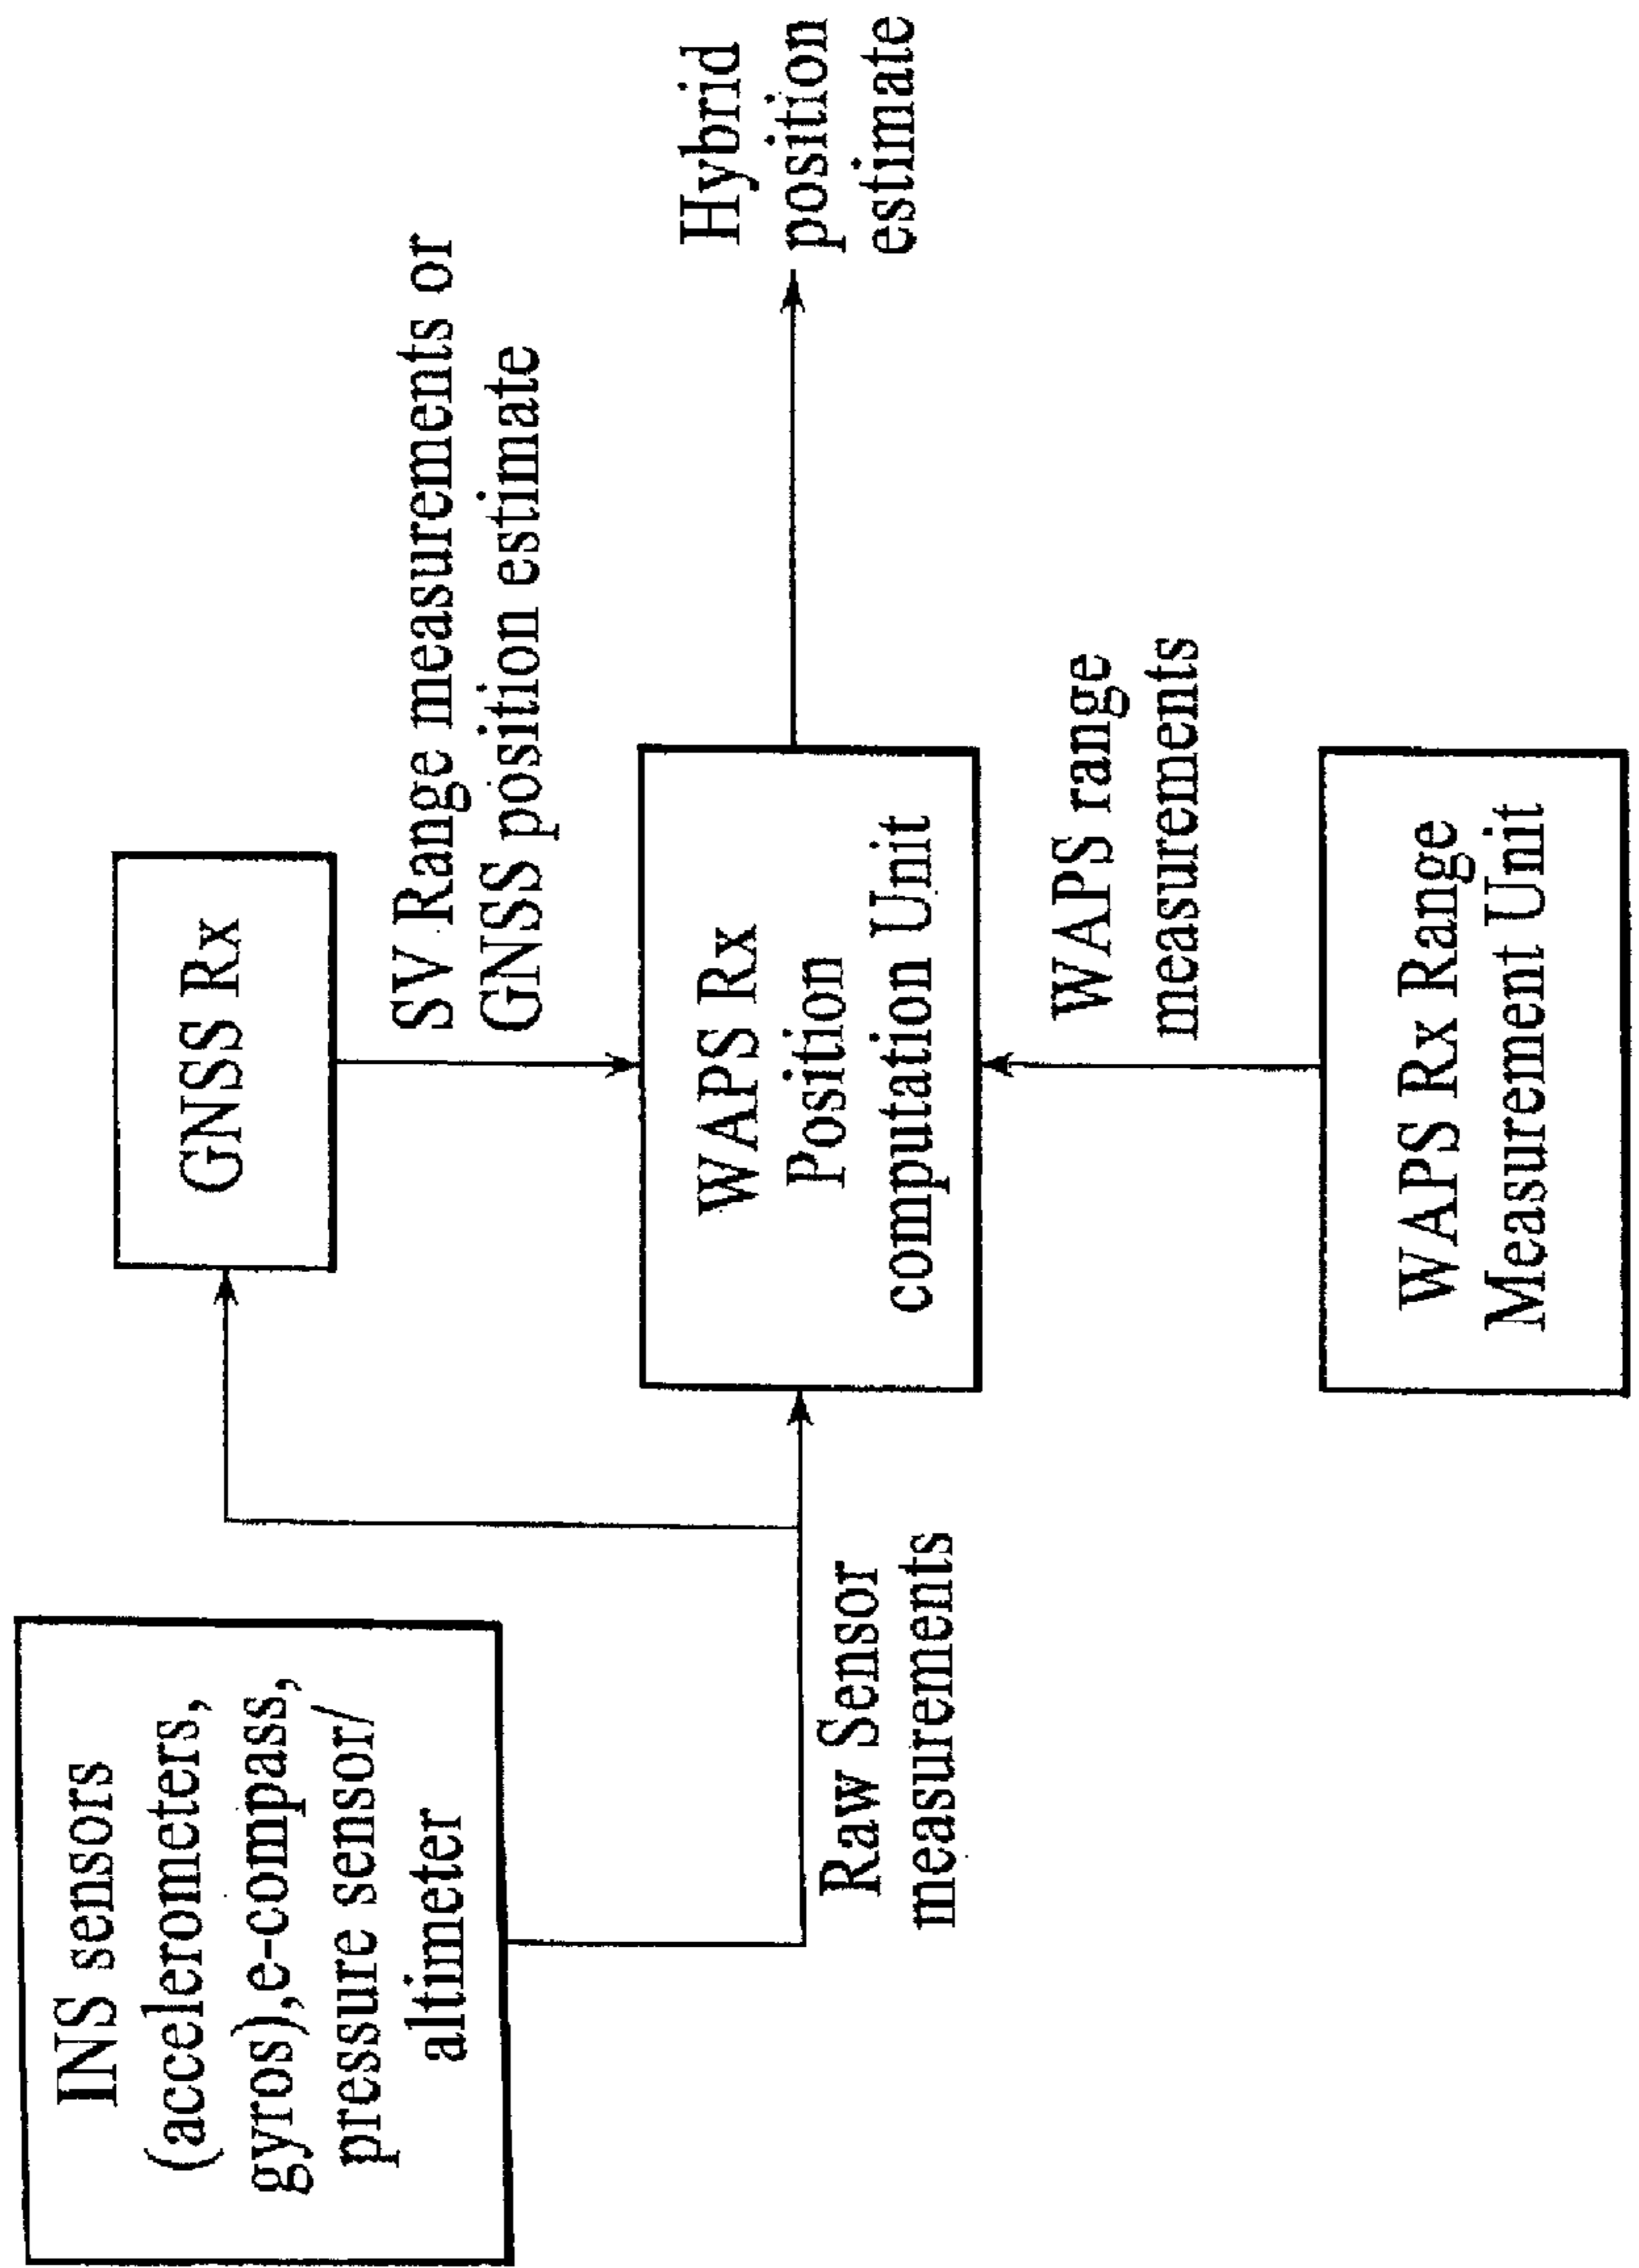 INS sensors
(accelerometers,
gyros),e-compass,
pressure sensor/
altimeter
Raw Sensor
measurements
GNSS Rx
SV Range measurements or
GNSS position estimate
WAPS Rx
Position
computation Unit
Hybrid
position
estimate
WAPS range
measurements
WAPS Rx Range
Measurement Unit